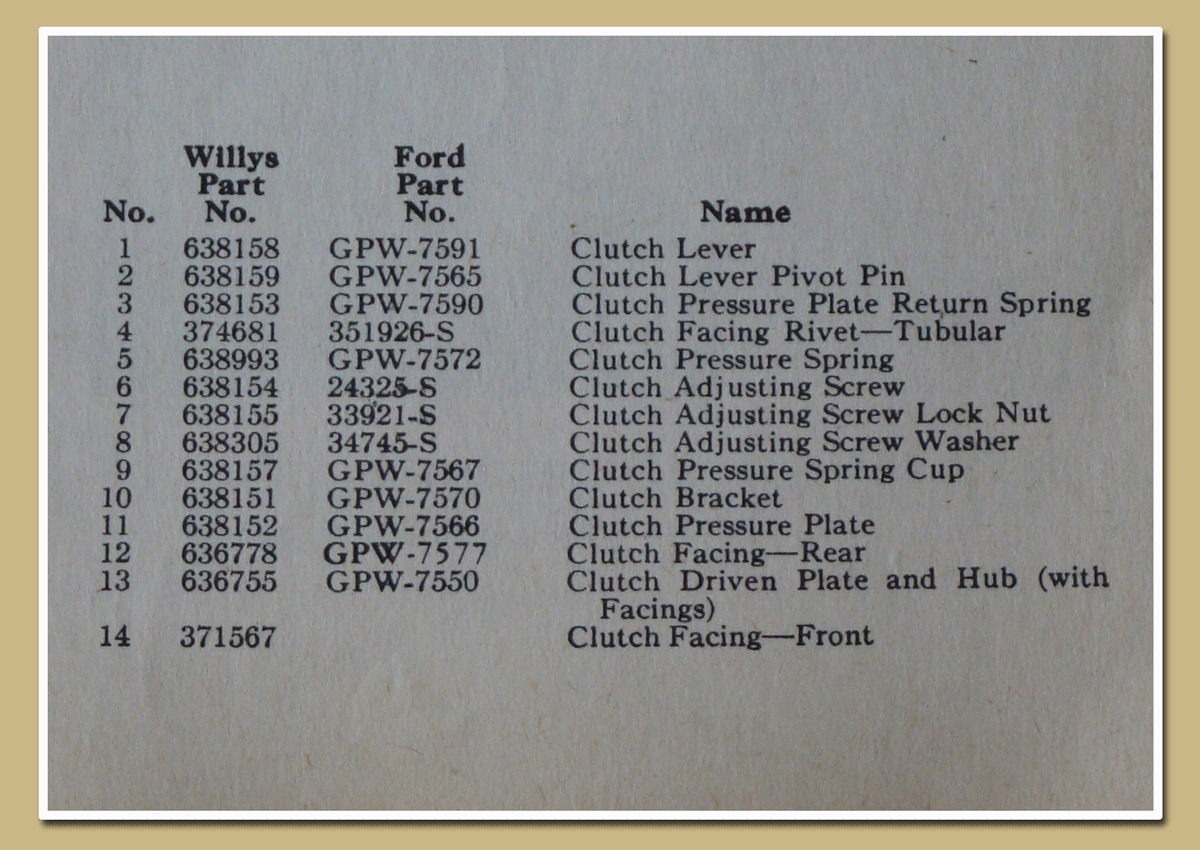 Willys Ford
Part Part
No. No. No. Name
1 638158 GPW-7591 Clutch Lever
2 638159 GPW-7565 Clutch Lever Pivot Pin
3 638153 GPW-7590 Clutch Pressure Plate Return Spring
4 374681 351926-S Clutch Facing Rivet—Tubular
5 638993 GPW-7572 Clutch Pressure Spring
6 638154 24325-S Clutch Adjusting Screw
7 638155 33921-S Clutch Adjusting Screw Lock Nut
8 638305 34745-S Clutch Adjusting Screw Washer
9 638157 GPW-7567 Clutch Pressure Spring Cup
10 638151 GPW-7570 Clutch Bracket
11 638152 GPW-7566 Clutch Pressure Plate
12 636778 GPW-7577 Clutch Facing—Rear
13 636755 GPW-7550 Clutch Driven Plate and Hub (with
Facings)
14 371567 Clutch Facing—Front